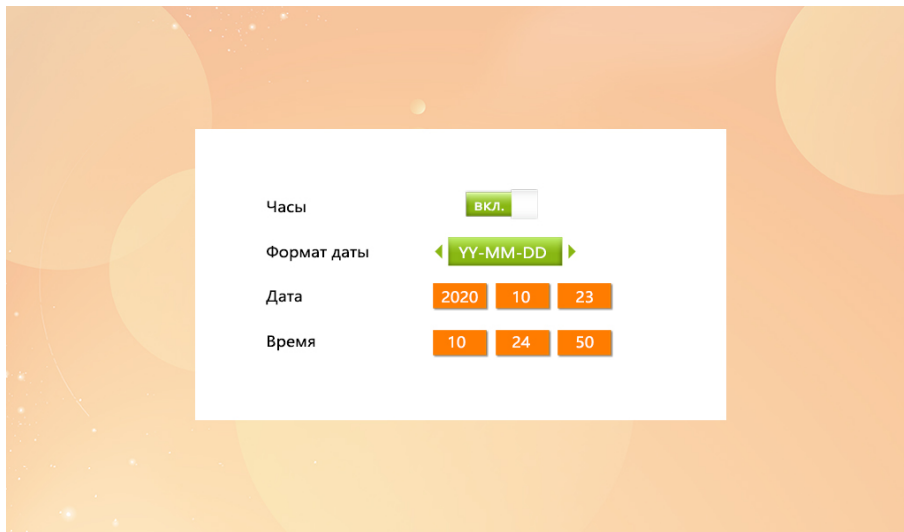 Часы вкл.
Формат даты YY-MM-DD
Дата 2020 10 23
Время 10 24 50